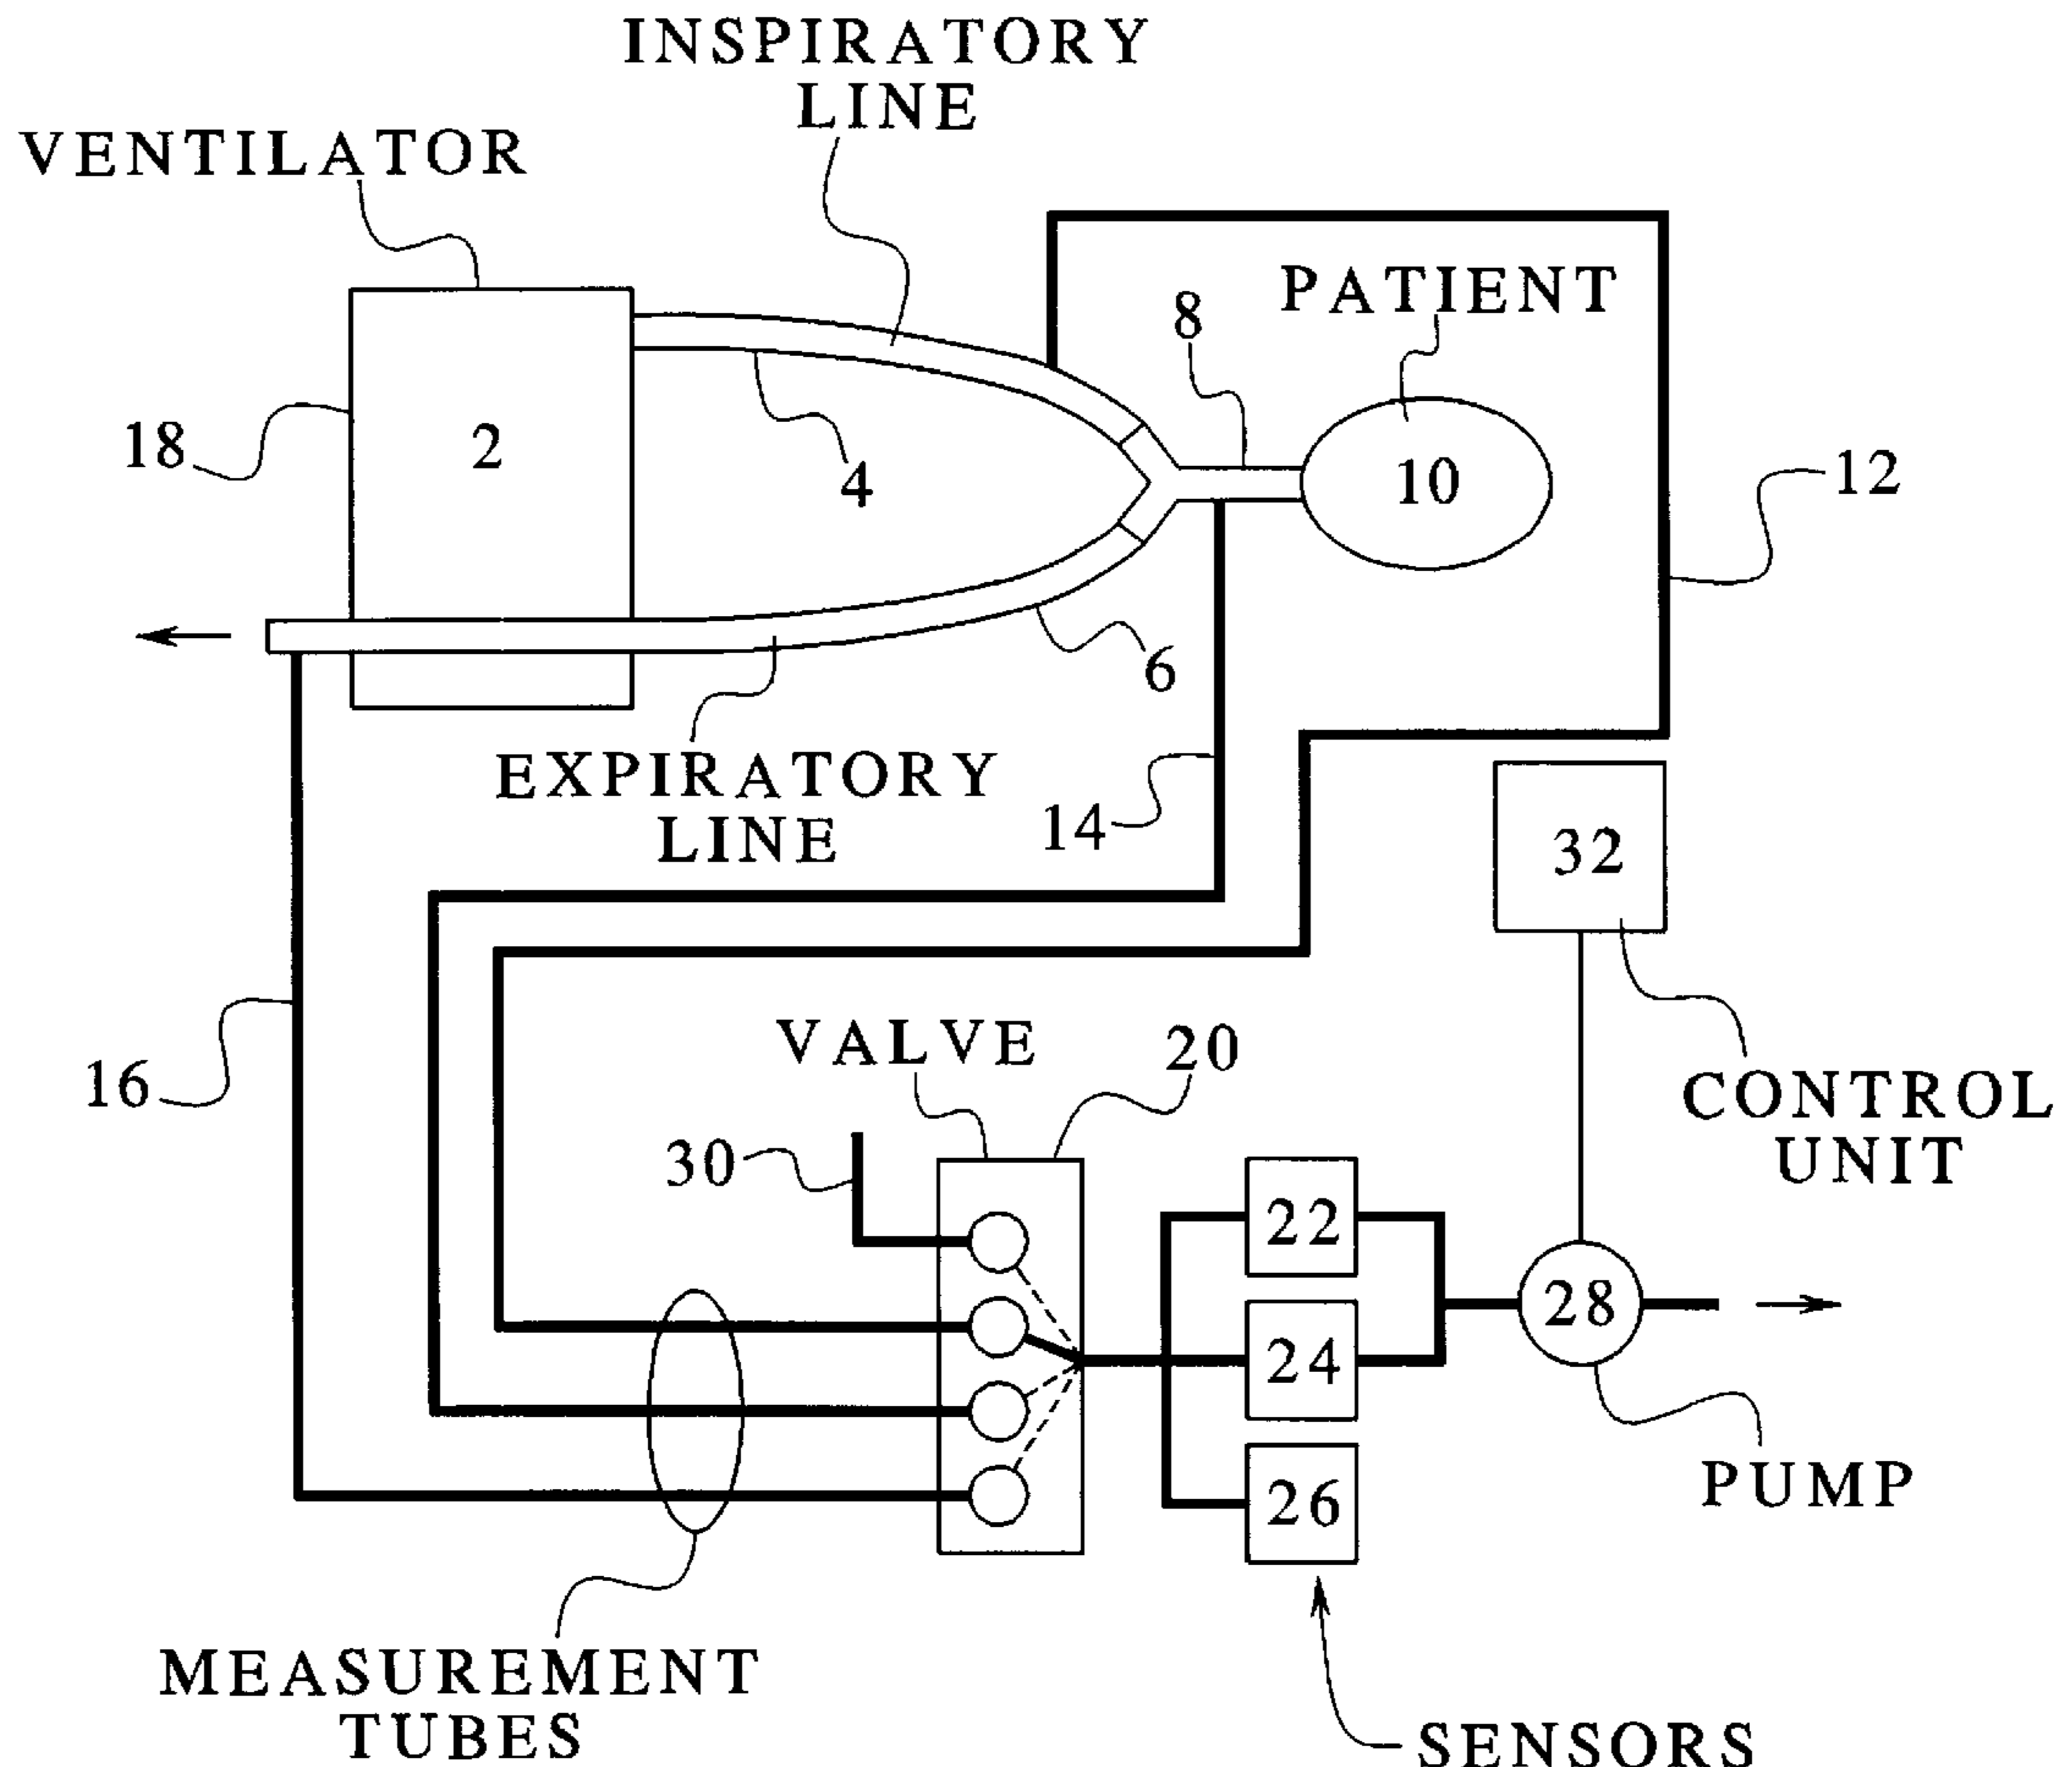 INSPIRATORY
LINE
VENTILATOR
PATIENT
8
18
2
4
10
12
6
EXPIRATORY
LINE
14
32
16
VALVE
20
CONTROL
UNIT
30
22
28
24
26
PUMP
MEASUREMENT
TUBES
SENSORS